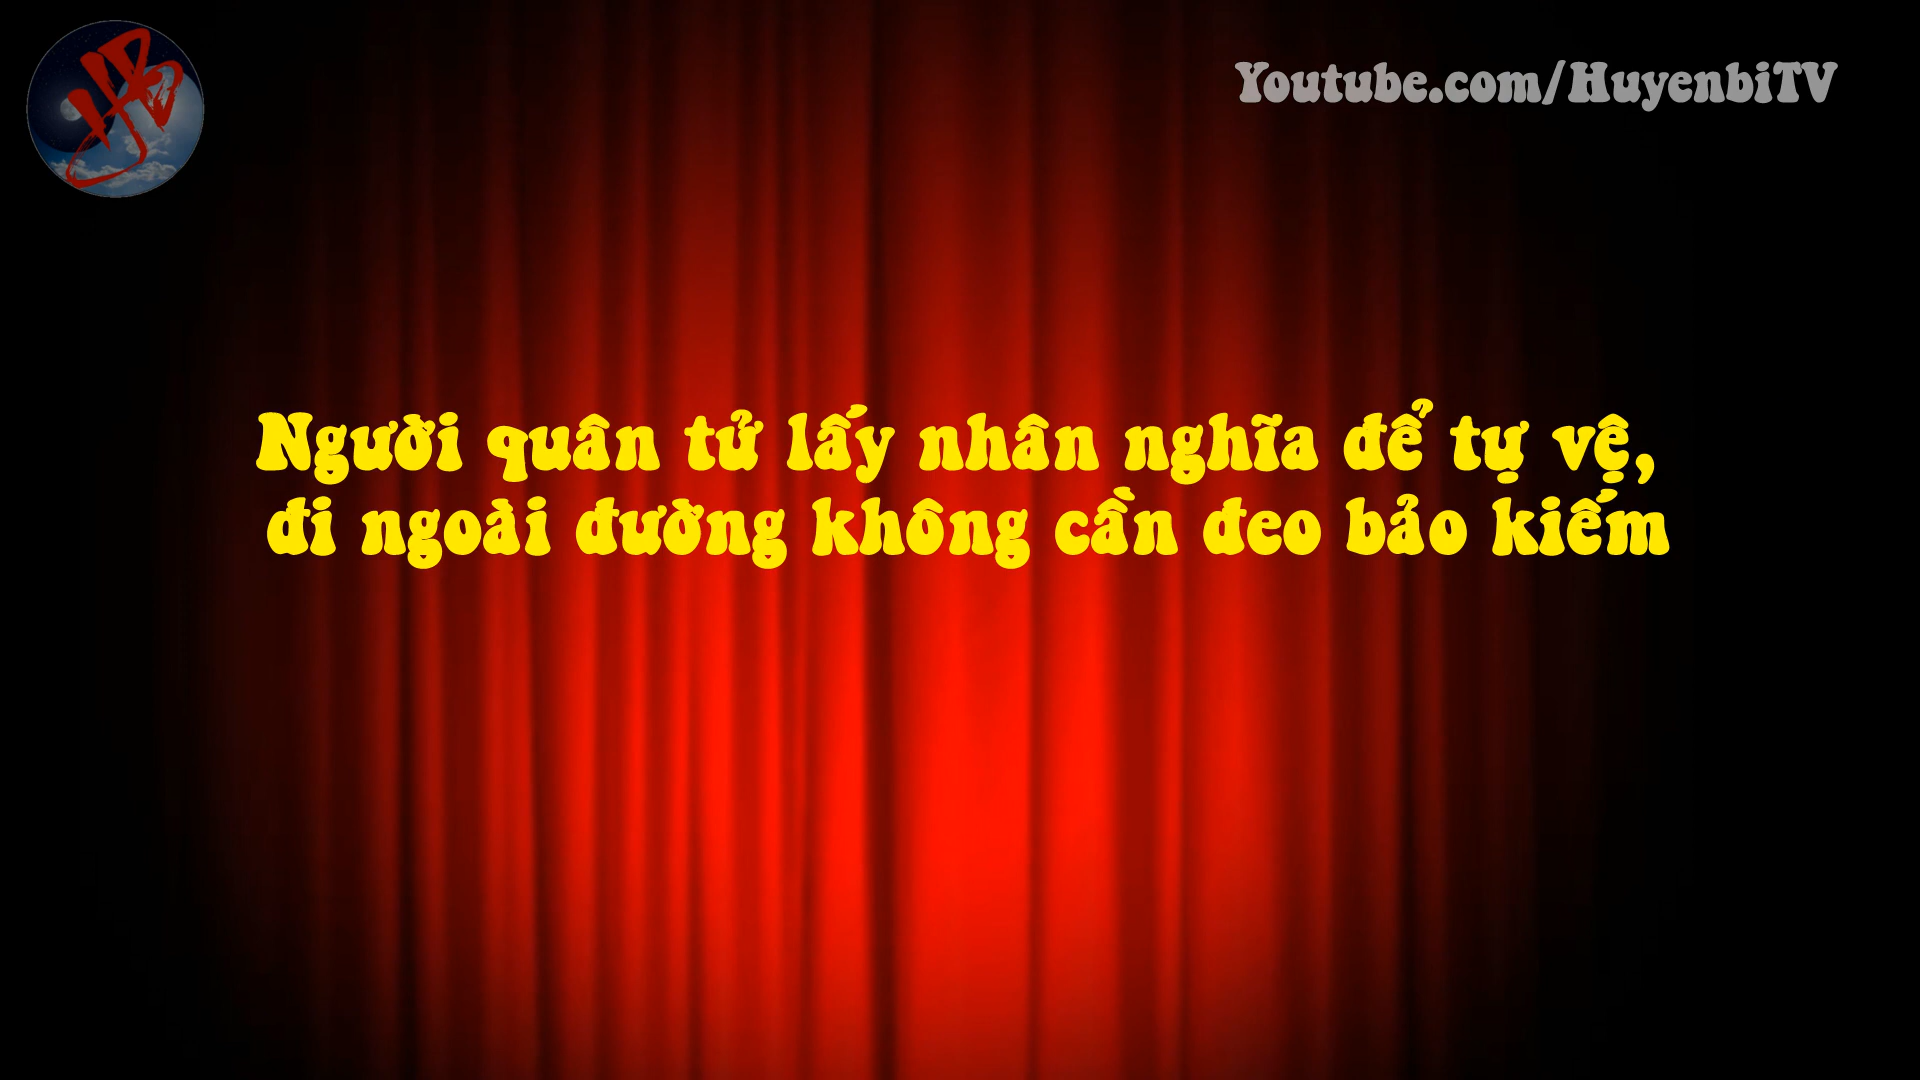 HB
Youtube.com/HuyenbiTV
Người quân tử lấy nhân nghĩa để tự vệ,
đi ngoài đường không cần đeo bảo kiếm